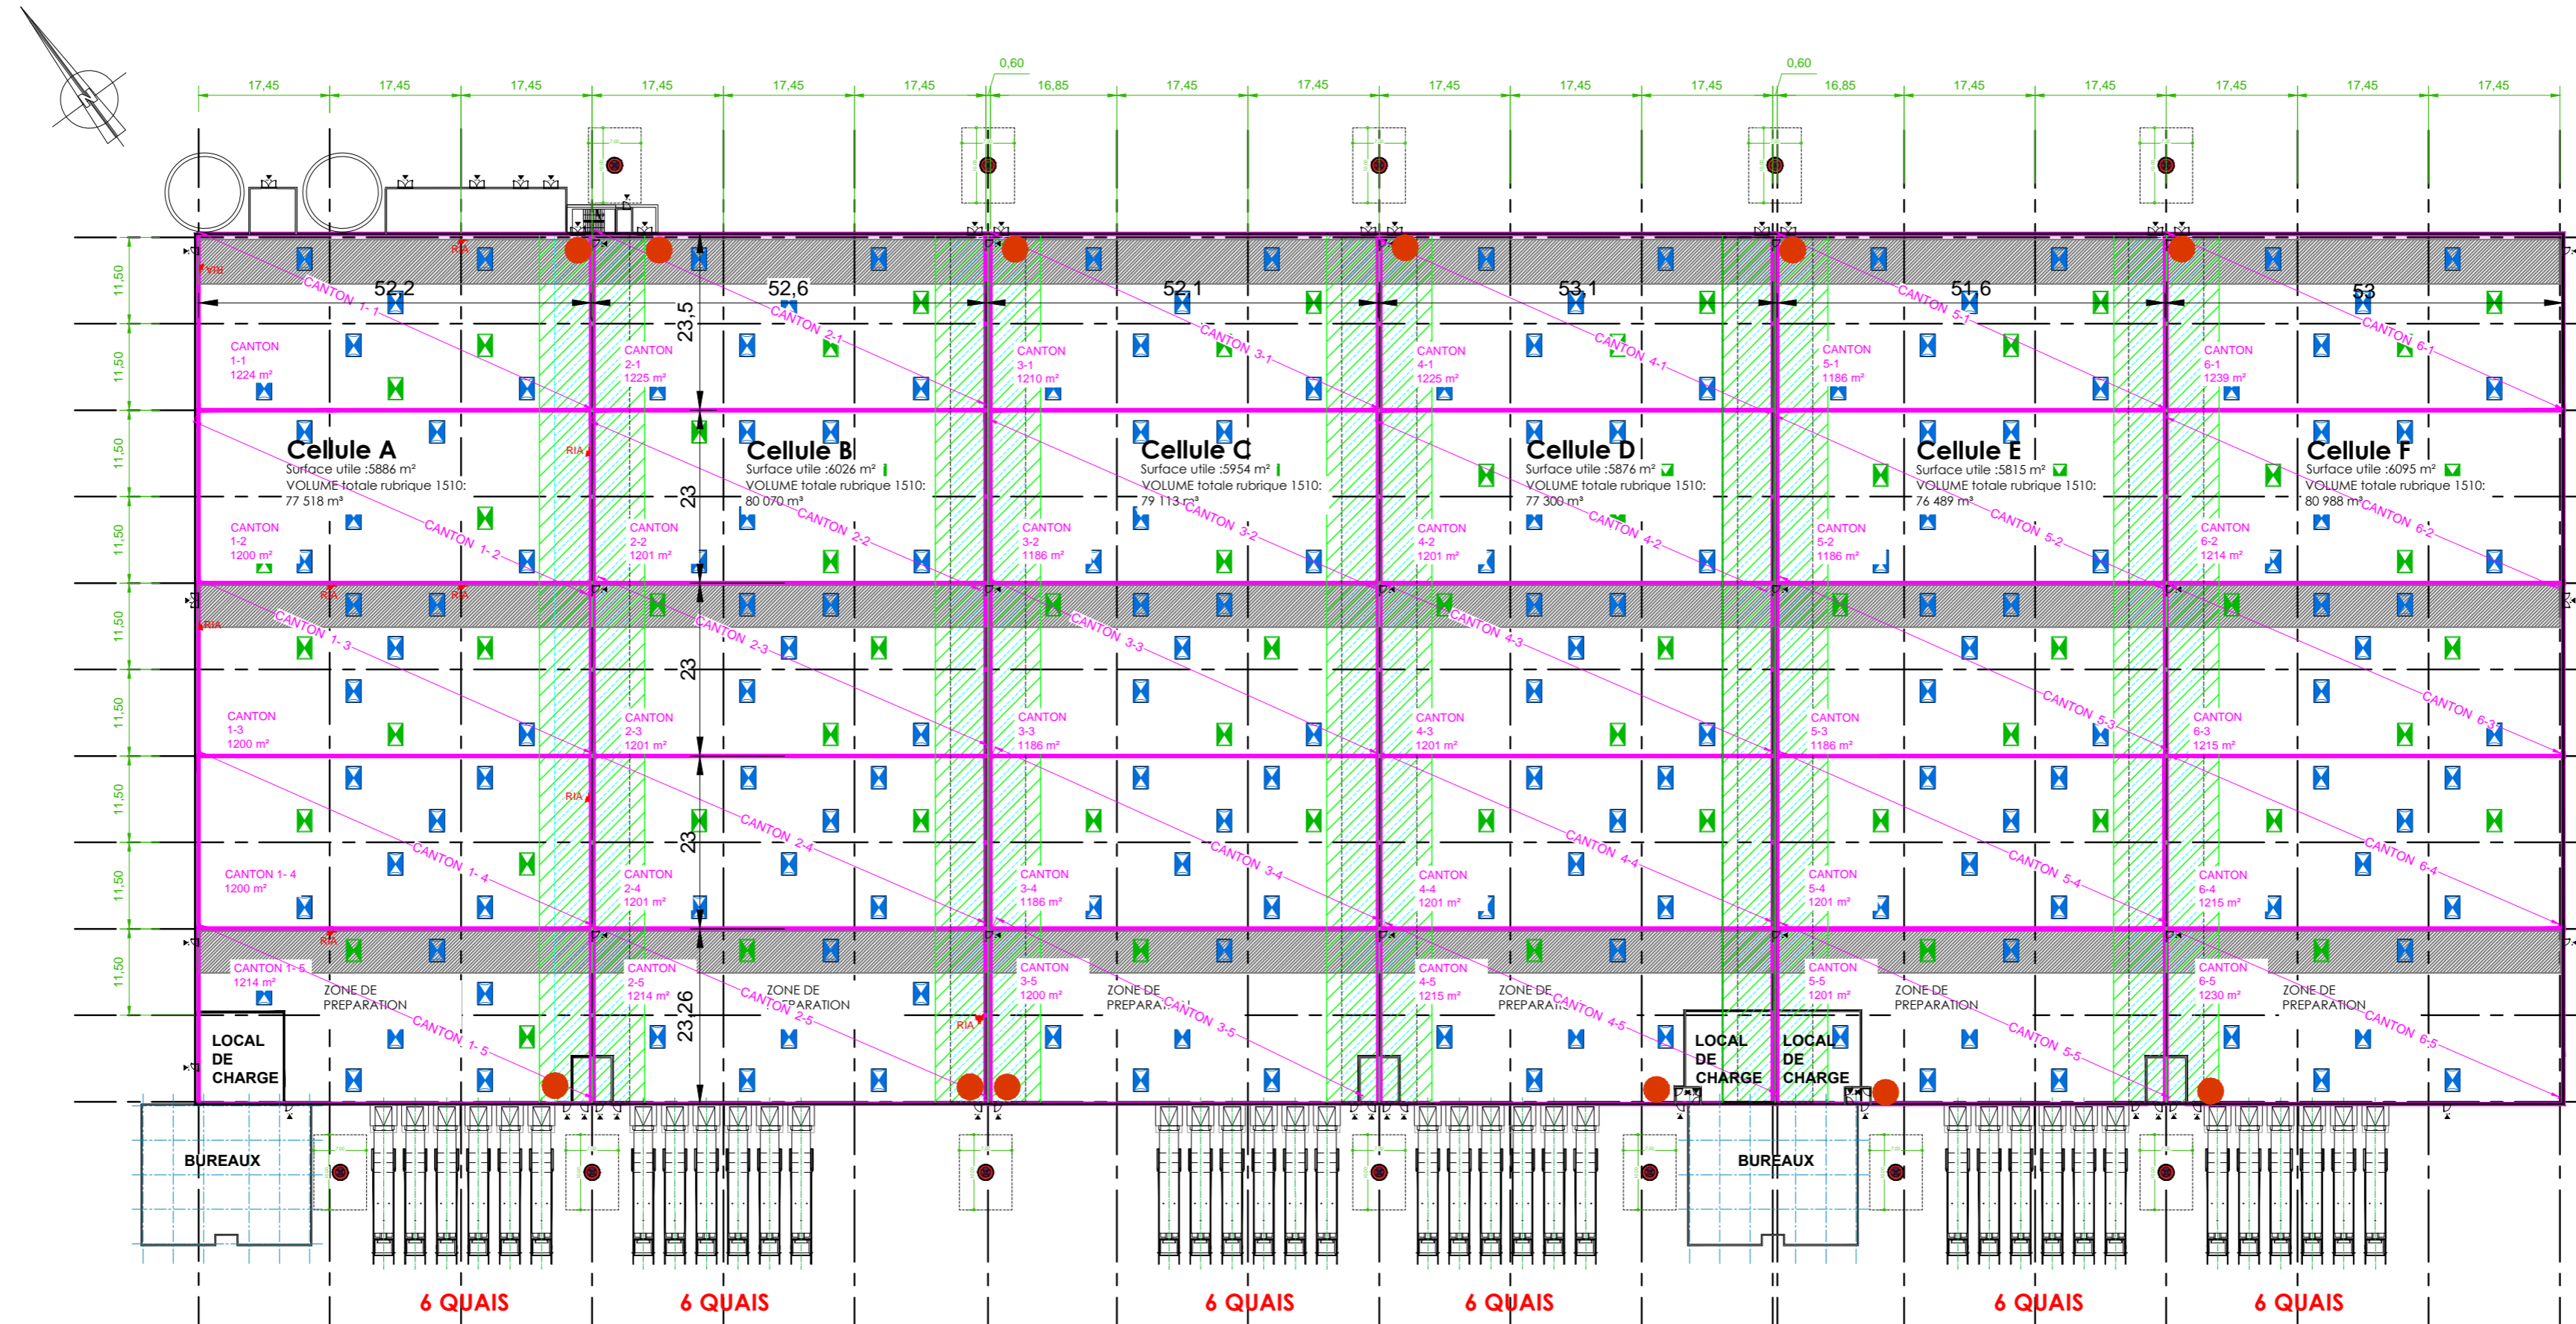 0,60
0,60
17,45
17,45
17,45
17,45
17,45
17,45
16,85
17,45
17,45
17,45
17,45
17,45
16,85
17,45
17,45
17,45
17,45
17,45
RIA
RIA
52,2
52,6
52,1
53,1
51,6
53
11,50
11,50
11,50
11,50
11,50
11,50
11,50
11,50
11,50
23,5
23
23
23
23,26
CANTON 1- 1
CANTON 2-1
CANTON 3-1
CANTON 4-1
CANTON 5-1
CANTON 6-1
CANTON
1-1
1224 m²
CANTON
2-1
1225 m²
CANTON
3-1
1210 m²
CANTON
4-1
1225 m²
CANTON
5-1
1186 m²
CANTON
6-1
1239 m²
Cellule A
Surface utile :5886 m²
VOLUME totale rubrique 1510:
77 518 m³
RIA
Cellule B
Surface utile :6026 m²
VOLUME totale rubrique 1510:
80 070 m³
Cellule C
Surface utile :5954 m²
VOLUME totale rubrique 1510:
79 113 m³
Cellule D
Surface utile :5876 m²
VOLUME totale rubrique 1510:
77 300 m³
Cellule E
Surface utile :5815 m²
VOLUME totale rubrique 1510:
76 489 m³
Cellule F
Surface utile :6095 m²
VOLUME totale rubrique 1510:
80 988 m³
CANTON 1- 2
CANTON 2-2
CANTON 3-2
CANTON 4-2
CANTON 5-2
CANTON 6-2
CANTON
1-2
1200 m²
CANTON
2-2
1201 m²
CANTON
3-2
1186 m²
CANTON
4-2
1201 m²
CANTON
5-2
1186 m²
CANTON
6-2
1214 m²
RIA
RIA
RIA
CANTON 1- 3
CANTON 2-3
CANTON 3-3
CANTON 4-3
CANTON 5-3
CANTON 6-3
CANTON
1-3
1200 m²
CANTON
2-3
1201 m²
CANTON
3-3
1186 m²
CANTON
4-3
1201 m²
CANTON
5-3
1186 m²
CANTON
6-3
1215 m²
RIA
CANTON 1- 4
CANTON 2-4
CANTON 3-4
CANTON 4-4
CANTON 5-4
CANTON 6-4
CANTON 1- 4
1200 m²
CANTON
2-4
1201 m²
CANTON
3-4
1186 m²
CANTON
4-4
1201 m²
CANTON
5-4
1201 m²
CANTON
6-4
1215 m²
RIA
CANTON 1- 5
1214 m²
CANTON
2-5
1214 m²
CANTON
3-5
1200 m²
CANTON
4-5
1215 m²
CANTON
5-5
1201 m²
CANTON
6-5
1230 m²
ZONE DE
PREPARATION
ZONE DE
PREPARATION
ZONE DE
ZONE DE
ZONE DE
PREPARATION
ZONE DE
PREPARATION
CANTON 1- 5
CANTON 2-5
CANTON 3-5
CANTON 4-5
CANTON 5-5
CANTON 6-5
RIA
LOCAL
DE
CHARGE
LOCAL
DE
CHARGE
LOCAL
DE
CHARGE
BUREAUX
BUREAUX
6 QUAIS
6 QUAIS
6 QUAIS
6 QUAIS
6 QUAIS
6 QUAIS